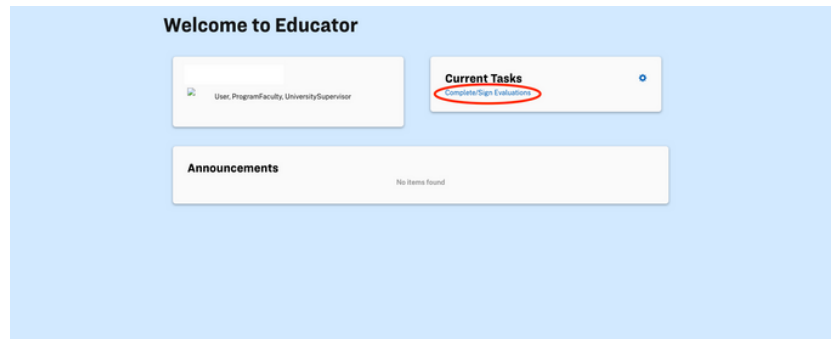 Welcome to Educator
User, ProgramFaculty, UniversitySupervisor
Current Tasks
Complete/Sign Evaluations
Announcements
No items found